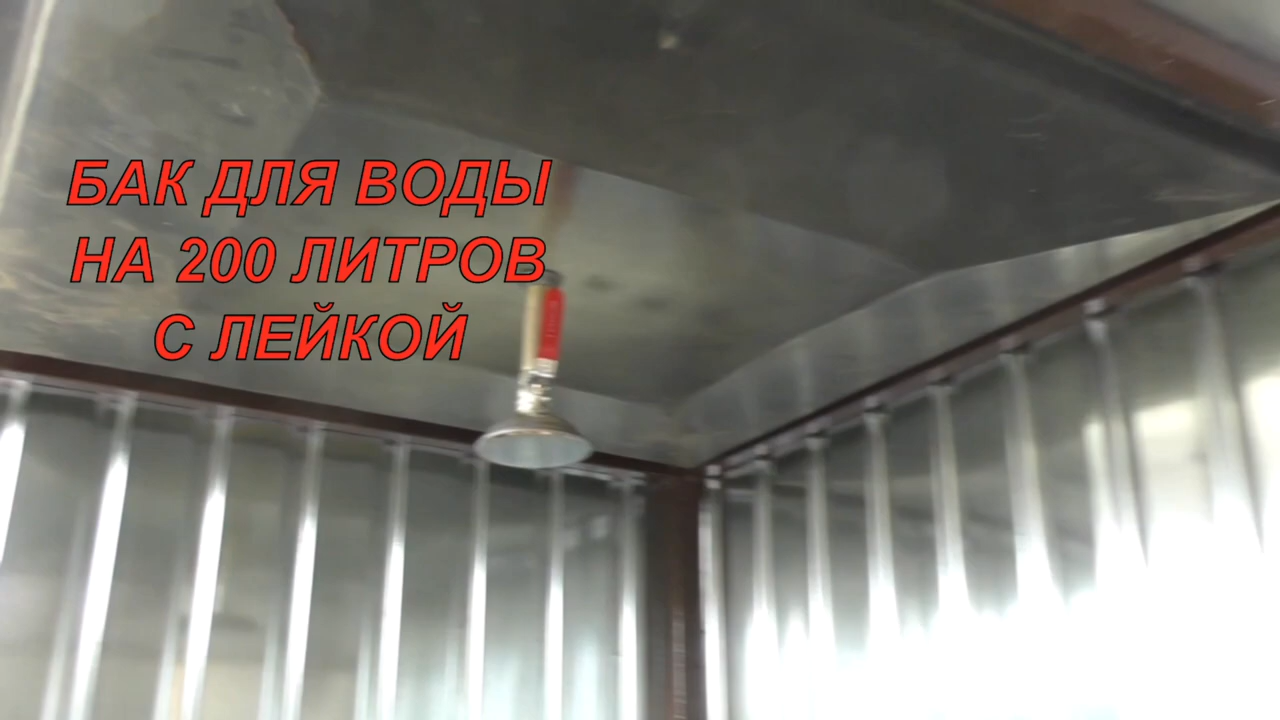 БАК ДЛЯ ВОДЫ
НА 200 ЛИТРОВ
С ЛЕЙКОЙ